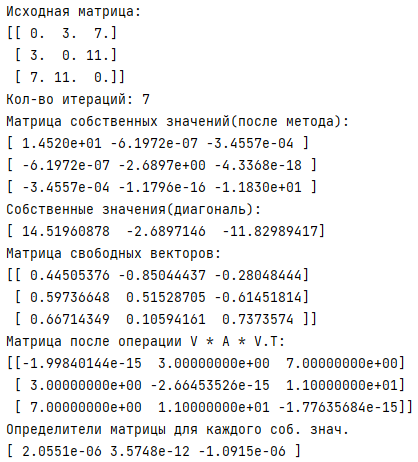 Исходная матрица:
[[ 0.  3.  7.]
 [ 3.  0. 11.]
 [ 7. 11.  0.]]
Кол-во итераций: 7
Матрица собственных значений(после метода):
[ 1.4520e+01 -6.1972e-07 -3.4557e-04 ]
[ -6.1972e-07 -2.6897e+00 -4.3368e-18 ]
[ -3.4557e-04 -1.1796e-16 -1.1830e+01 ]
Собственные значения(диагональ):
[ 14.51960878  -2.6897146  -11.82989417]
Матрица свободных векторов:
[[ 0.44505376 -0.85044437 -0.28048444]
 [ 0.59736648  0.51528705 -0.61451814]
 [ 0.66714349  0.10594161  0.7373574 ]]
Матрица после операции V * A * V.T:
[[-1.99840144e-15  3.00000000e+00  7.00000000e+00]
 [ 3.00000000e+00 -2.66453526e-15  1.10000000e+01]
 [ 7.00000000e+00  1.10000000e+01 -1.77635684e-15]]
Определители матрицы для каждого соб. знач.
[ 2.0551e-06 3.5748e-12 -1.0915e-06 ]